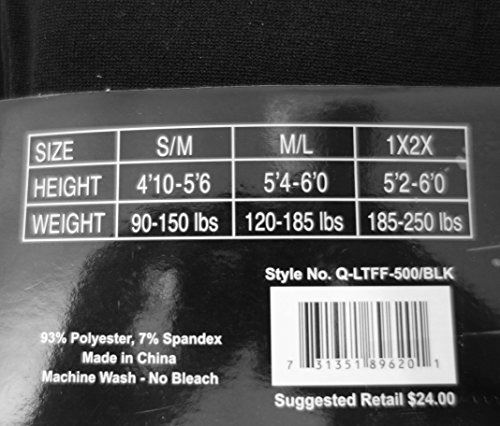 SIZE S/M M/L 1X2X
HEIGHT 4'10-5'6 5'4-6'0 5'2-6'0
WEIGHT 90-150 lbs 120-185 lbs 185-250 lbs
Style No. Q-LTFF-500/BLK
93% Polyester, 7% Spandex
Made in China
Machine Wash - No Bleach
7 31351 89620 1
Suggested Retail $24.00